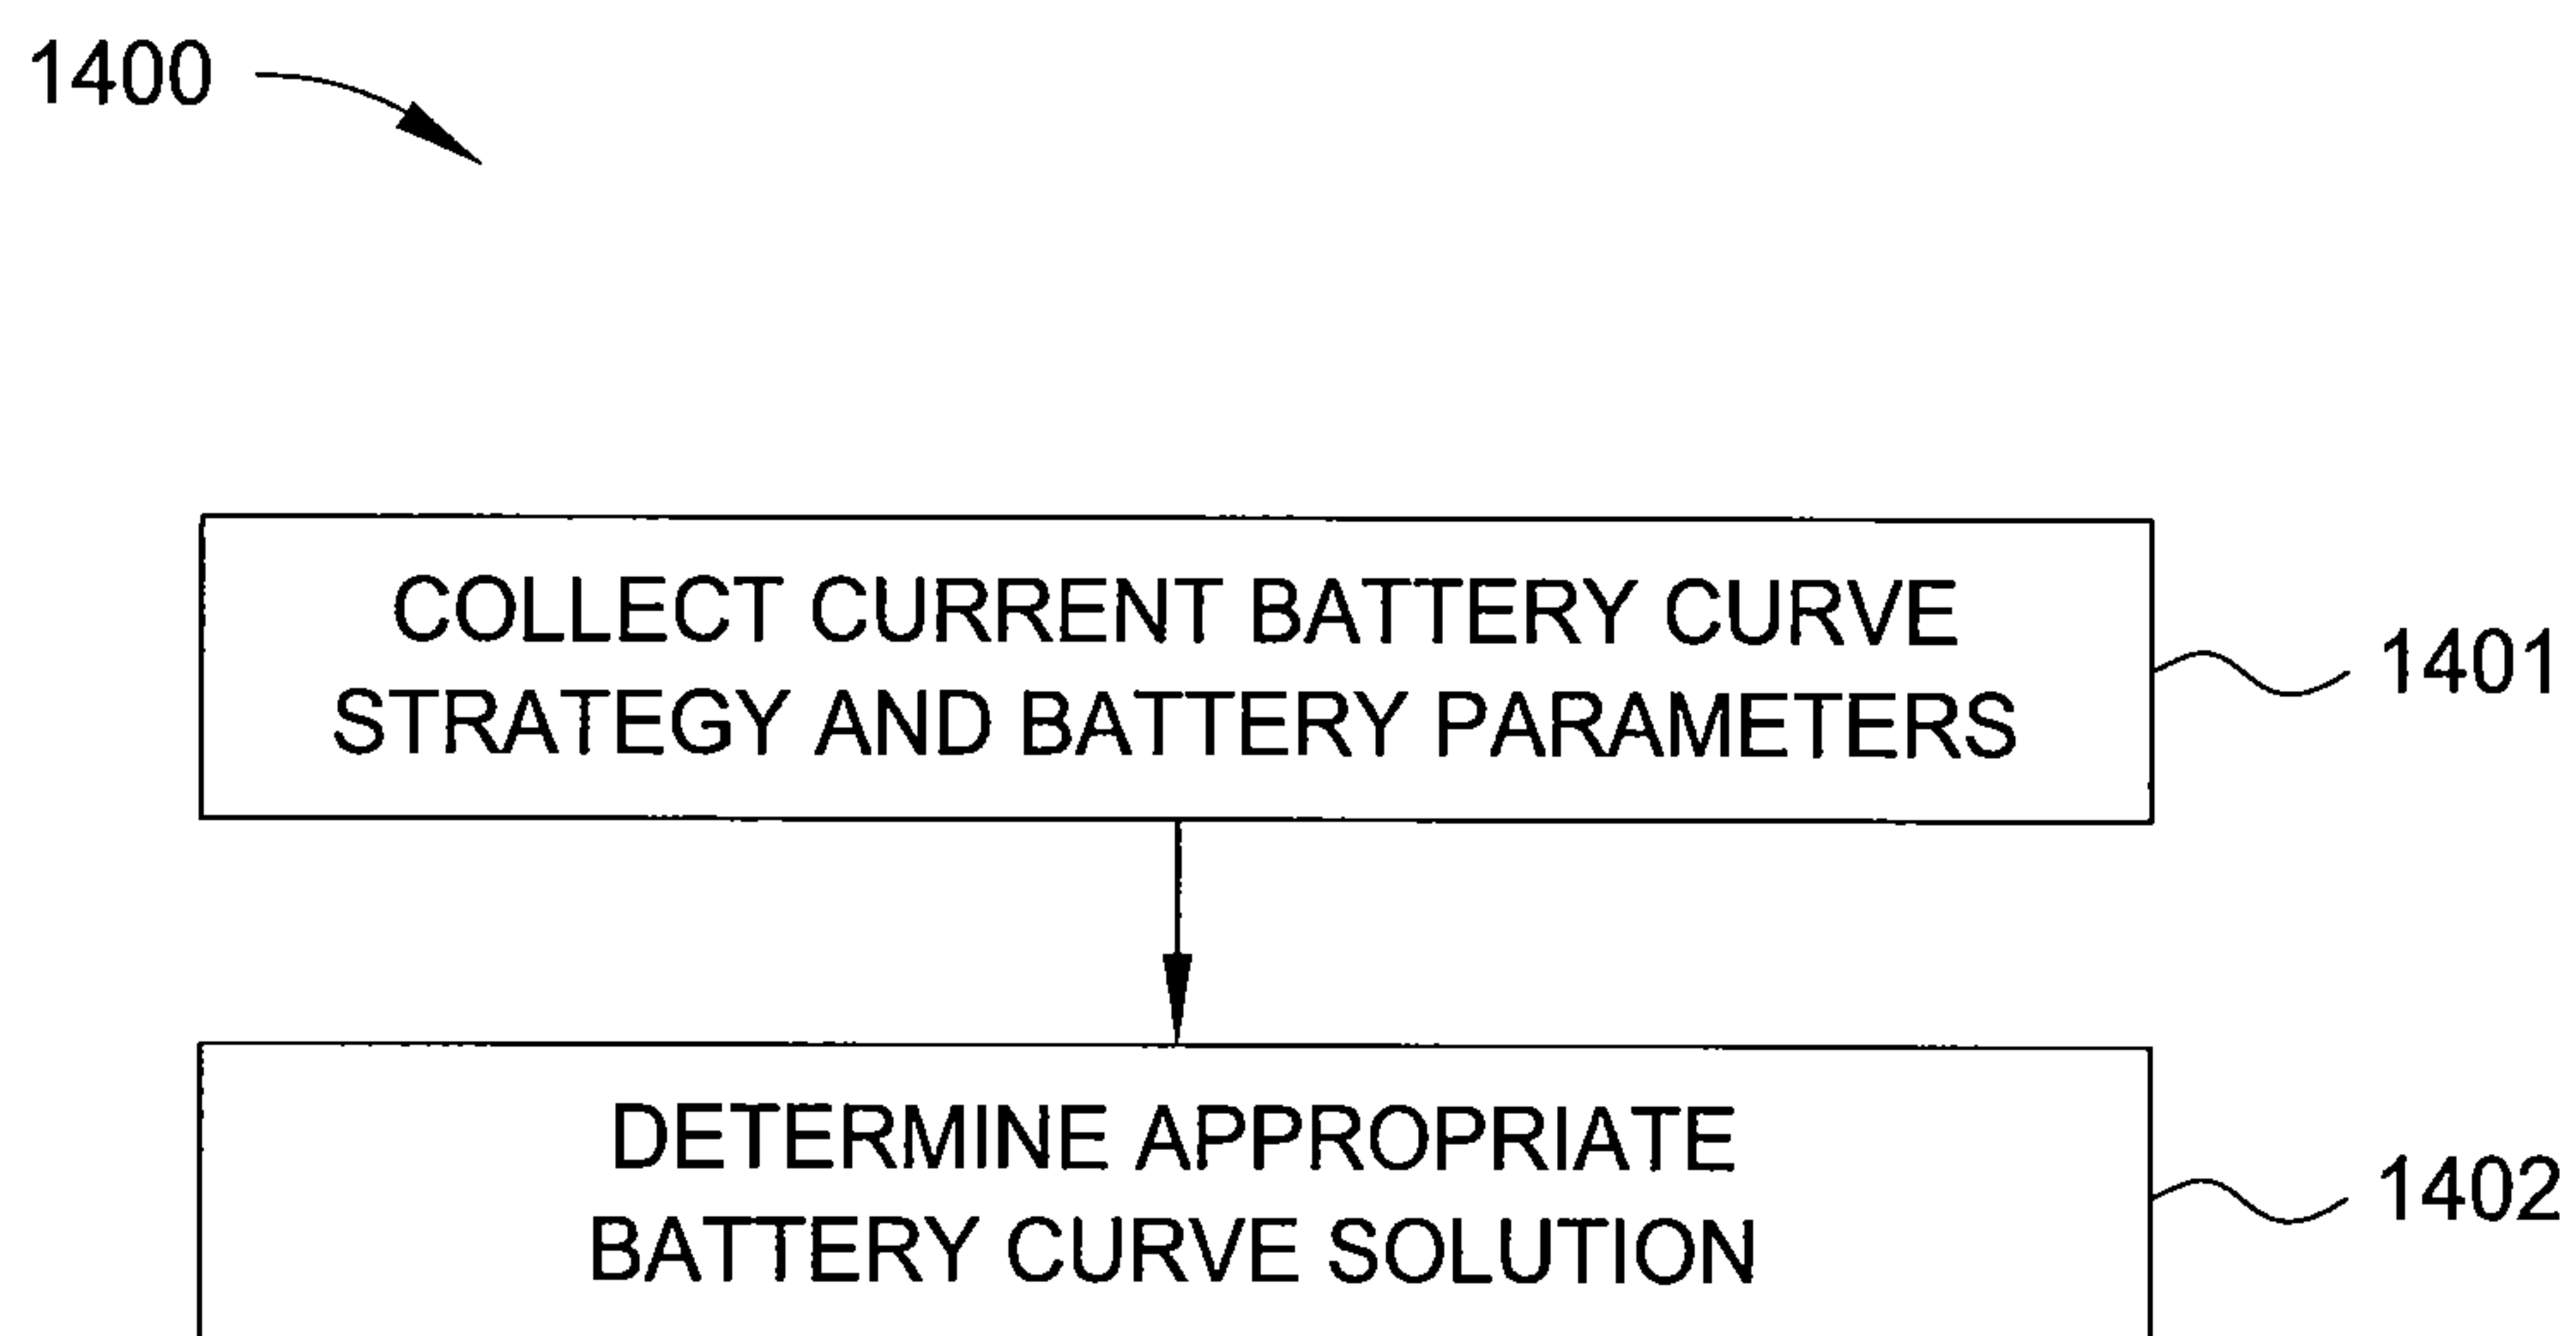 1400
COLLECT CURRENT BATTERY CURVE
STRATEGY AND BATTERY PARAMETERS
1401
DETERMINE APPROPRIATE
BATTERY CURVE SOLUTION
1402